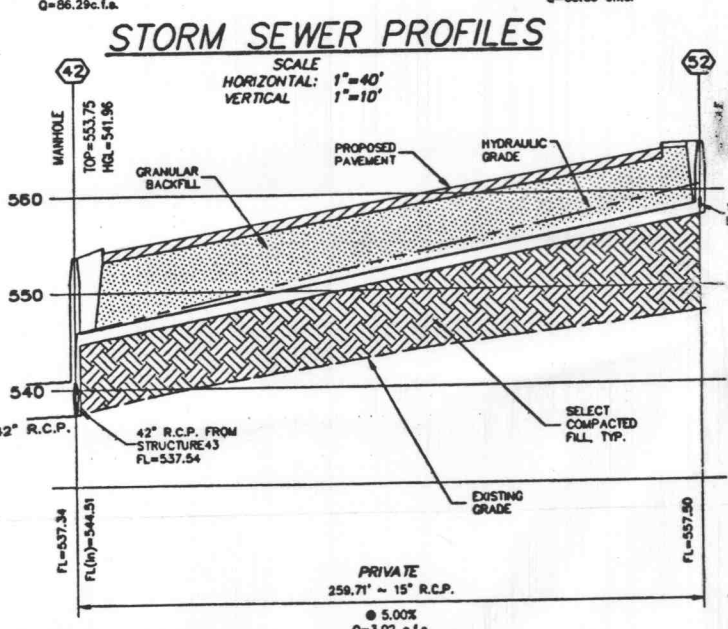 Q=86.29c.f.s.
STORM SEWER PROFILES
SCALE
HORIZONTAL: 1"=40'
VERTICAL 1"=10'
42
52
MANHOLE
TOP=553.75
HGL=541.96
GRANULAR
BACKFILL
PROPOSED
PAVEMENT
HYDRAULIC
GRADE
560
550
540
42" R.C.P.
42" R.C.P. FROM
STRUCTURE43
FL=537.54
SELECT
COMPACTED
FILL, TYP.
EXISTING
GRADE
FL=537.34
FL(in)=544.51
FL=557.50
PRIVATE
259.71' ~ 15" R.C.P.
@ 5.00%